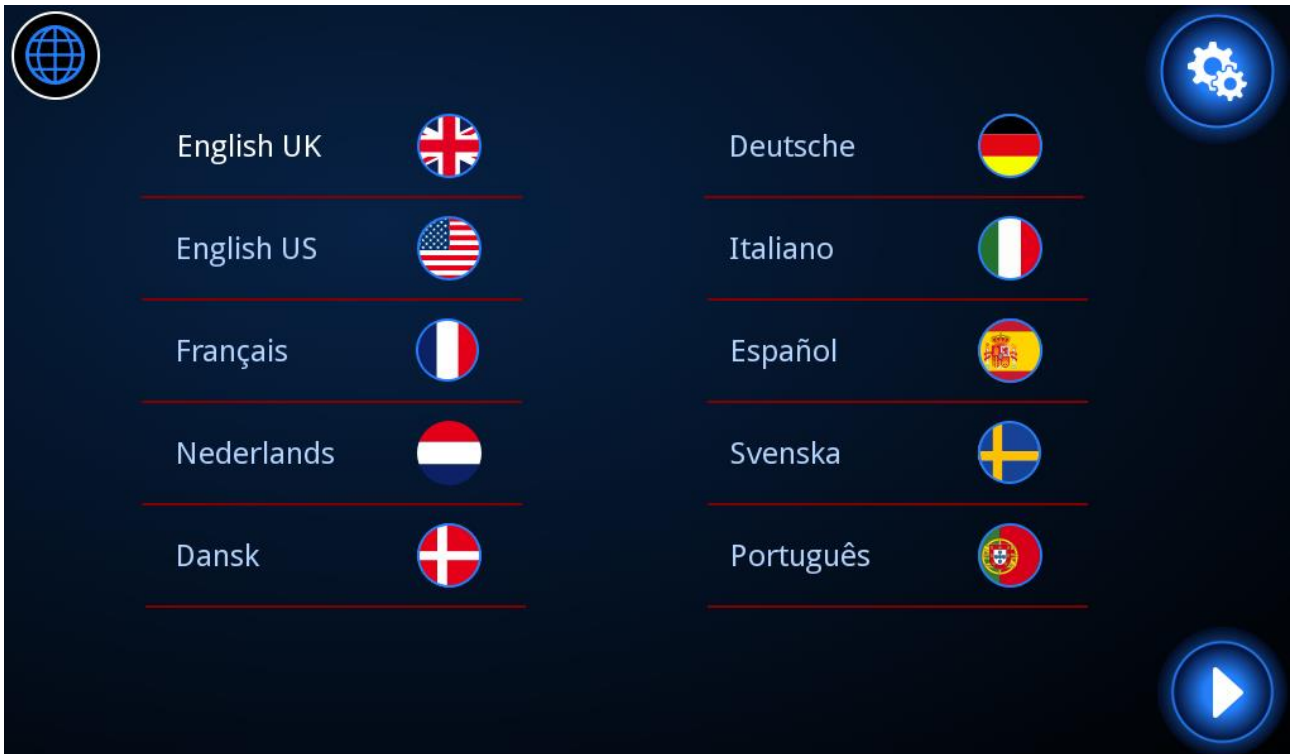 English UK
English US
Français
Nederlands
Dansk
Deutsche
Italiano
Español
Svenska
Português